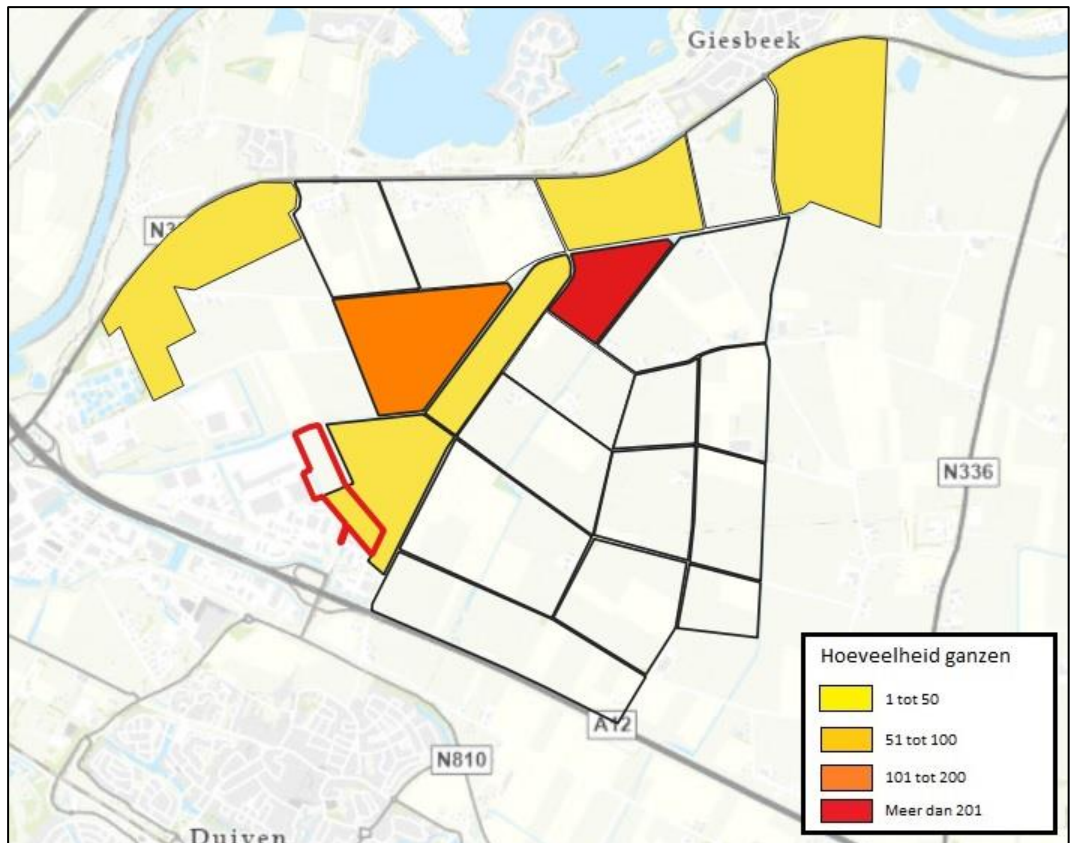 Giesbeek
N3
N336
Hoeveelheid ganzen
1 tot 50
51 tot 100
101 tot 200
Meer dan 201
A12
N810
Duiven